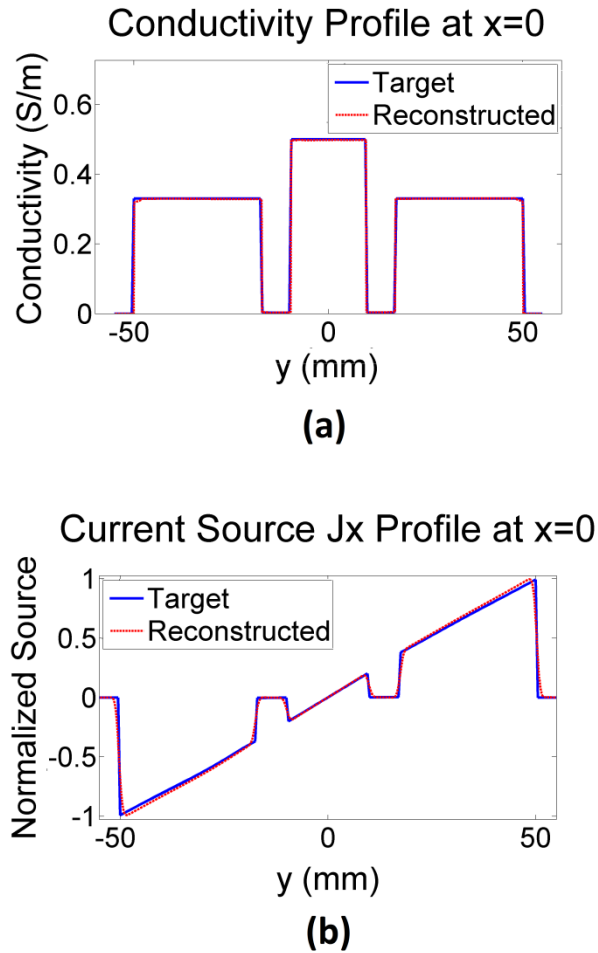 Conductivity Profile at x=0
Conductivity (S/m)
0.6
0.4
0.2
0
Target
Reconstructed
-50
0
50
y (mm)
(a)
Current Source Jx Profile at x=0
Normalized Source
1
0.5
0
-0.5
-1
Target
Reconstructed
-50
0
50
y (mm)
(b)